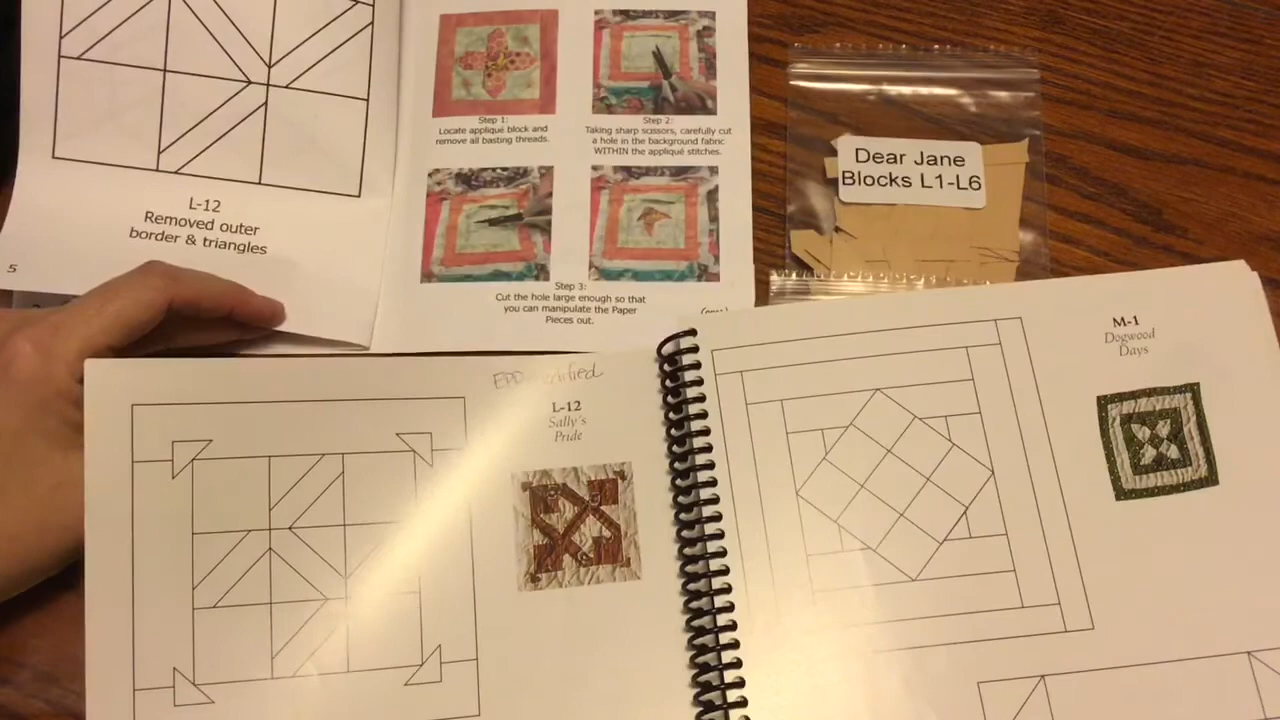 L-12
Removed outer
border & triangles
5
Step 1:
Locate appliqué block and
remove all basting threads.
Step 2:
Taking sharp scissors, carefully cut
a hole in the background fabric
WITHIN the appliqué stitches.
Step 3:
Cut the hole large enough so that
you can manipulate the Paper
Pieces out.
Dear Jane
Blocks L1-L6
L-12
Sally's
Pride
M-1
Dogwood
Days